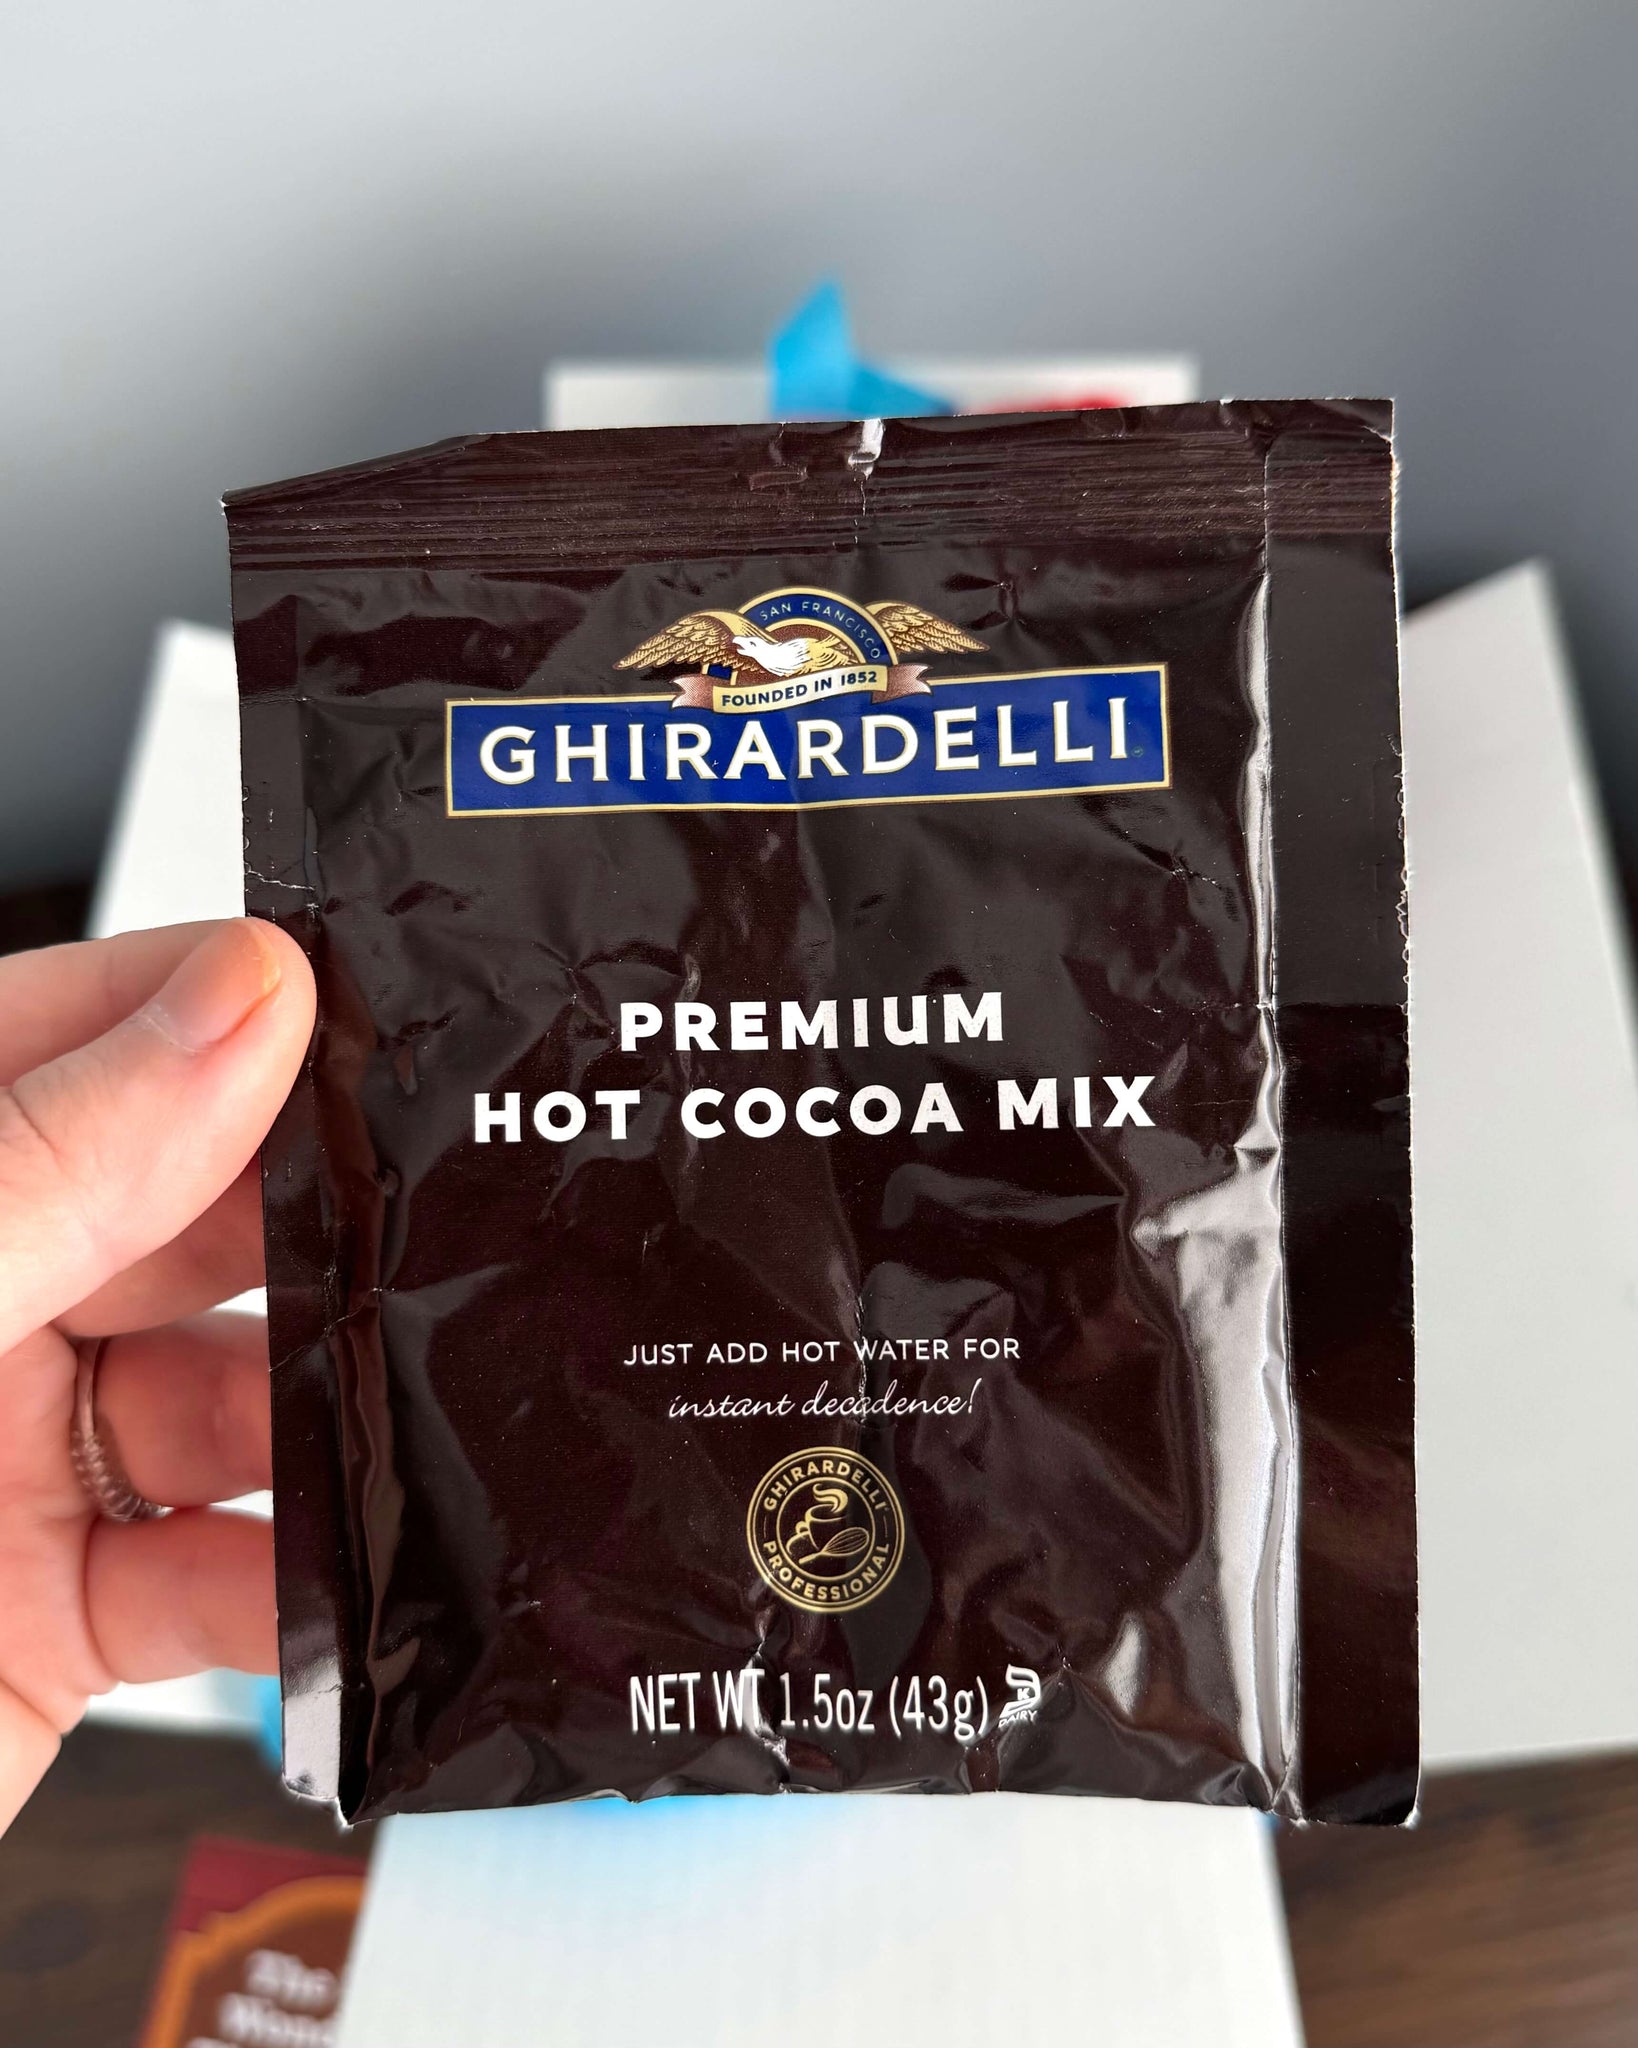 SAN FRANCISCO
FOUNDED IN 1852
GHIRARDELLI
PREMIUM
HOT COCOA MIX
JUST ADD HOT WATER FOR
instant decadence!
GHIRARDELLI
PROFESSIONAL
NET WT 1.5oz (43g) K
DAIRY
The